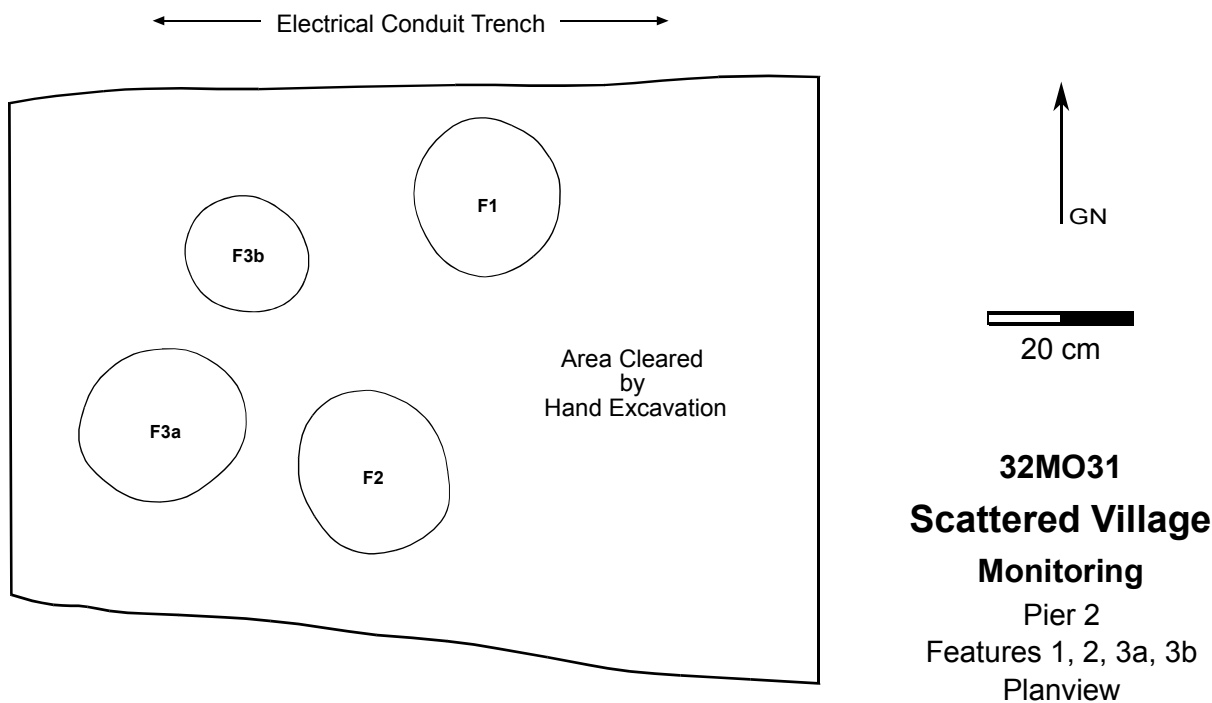 Electrical Conduit Trench
F1
F3b
F3a
F2
Area Cleared
by
Hand Excavation
GN
20 cm
32MO31
Scattered Village
Monitoring
Pier 2
Features 1, 2, 3a, 3b
Planview